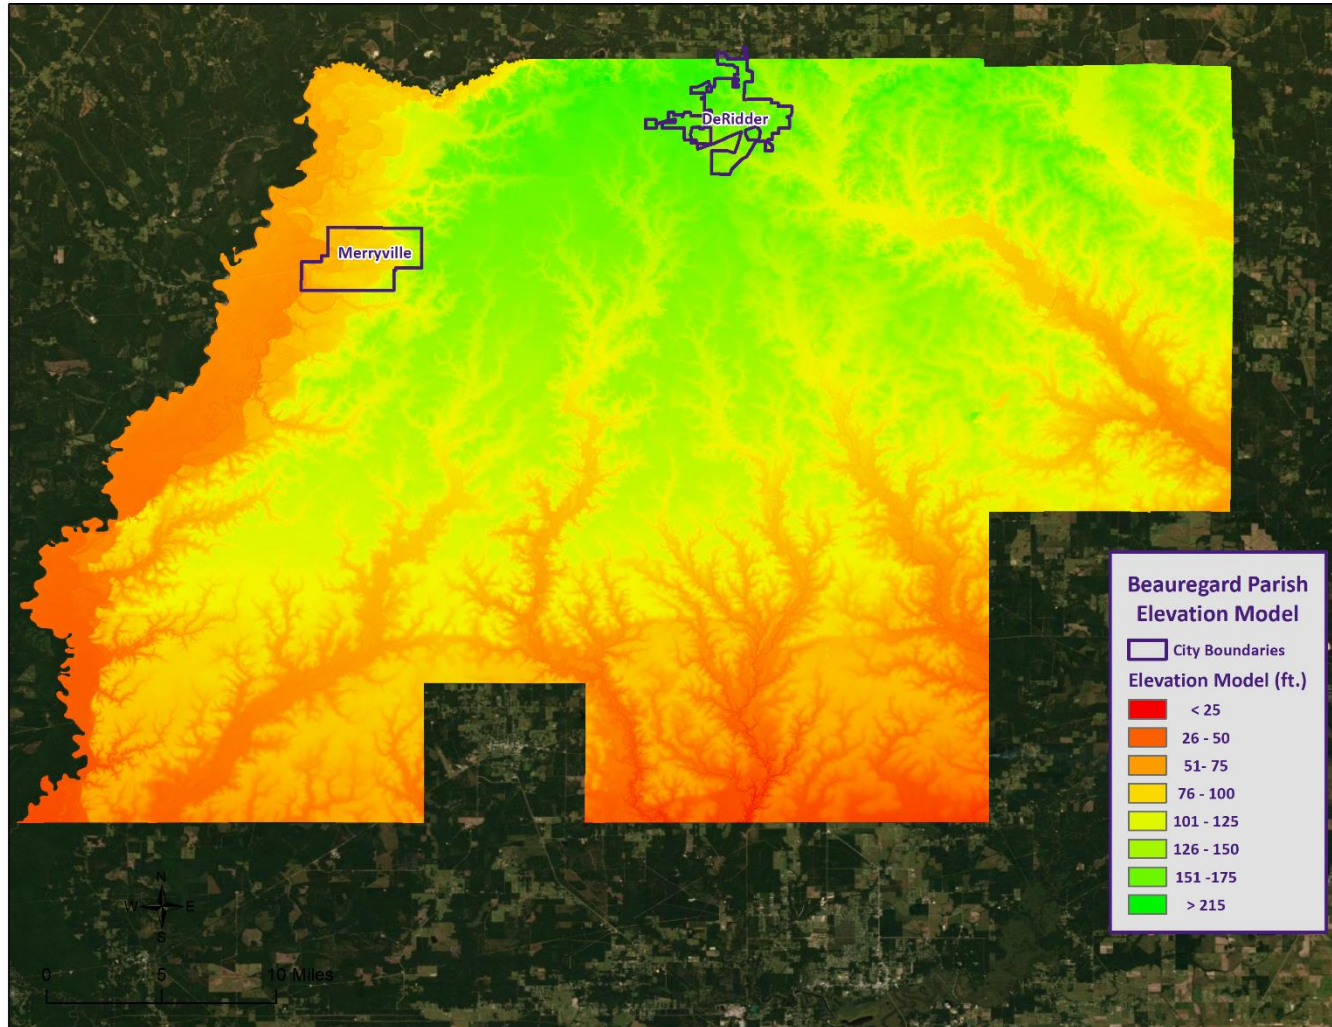 DeRidder
Merryville
Beauregard Parish
Elevation Model
City Boundaries
Elevation Model (ft.)
< 25
26 - 50
51- 75
76 - 100
101 - 125
126 - 150
151 -175
> 215
N
W E
S
0 5 10 Miles